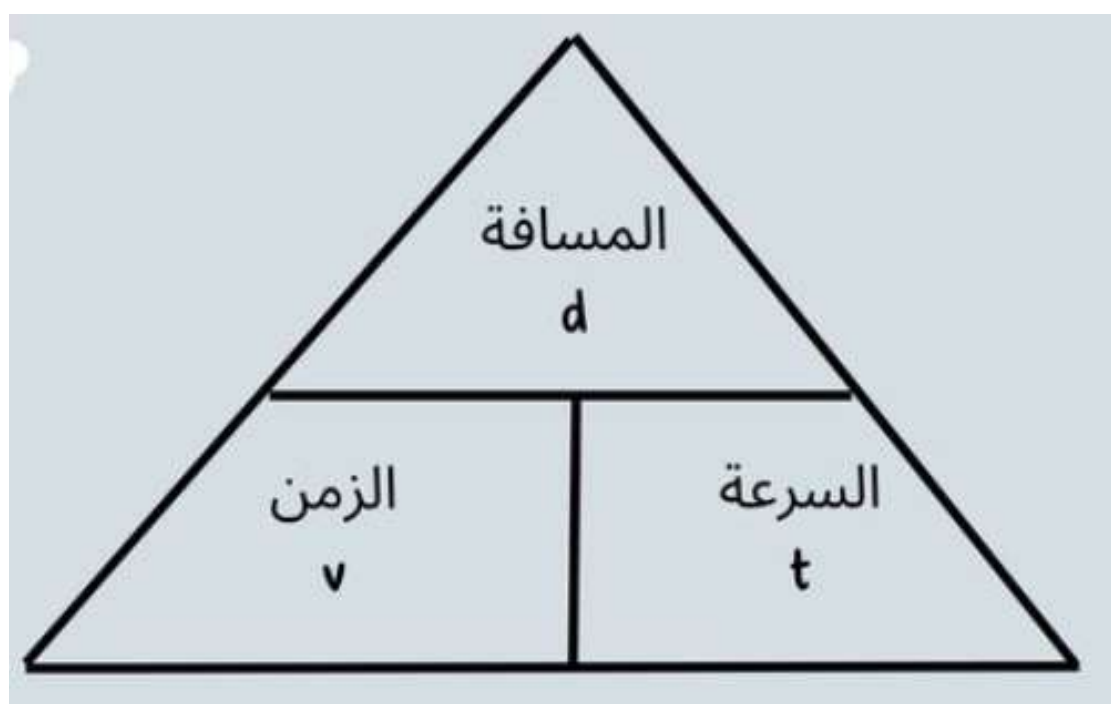 المسافة
d
السرعة
t
الزمن
v